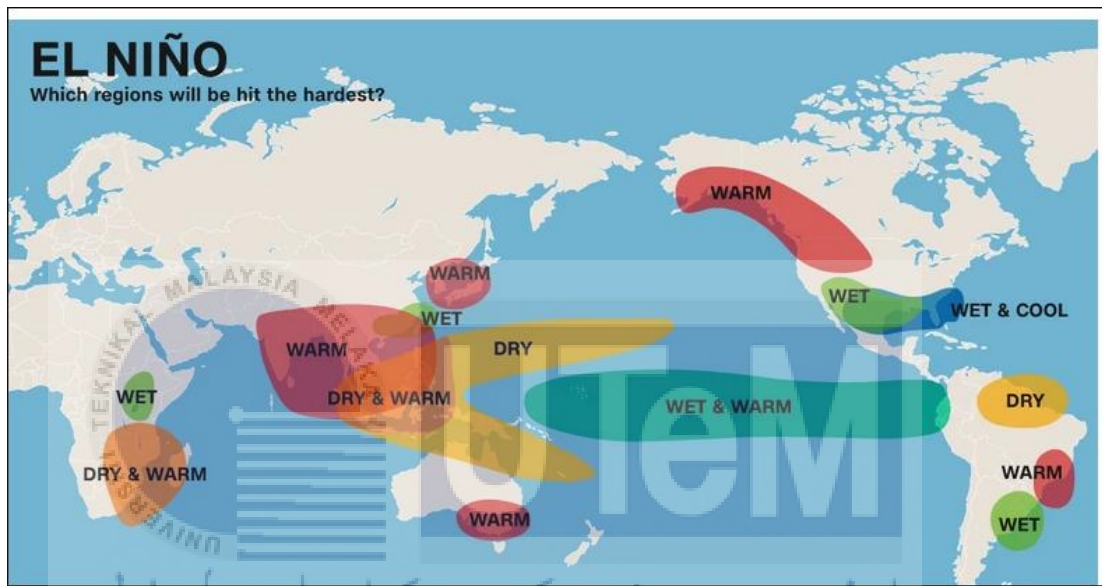 EL NIÑO
Which regions will be hit the hardest?
WARM
WARM
WET
WET
WET & COOL
WARM
DRY
WET
DRY & WARM
WET & WARM
DRY
DRY & WARM
WARM
WARM
WET
UNIVERSITI TEKNIKAL MALAYSIA MELAKA
UTeM